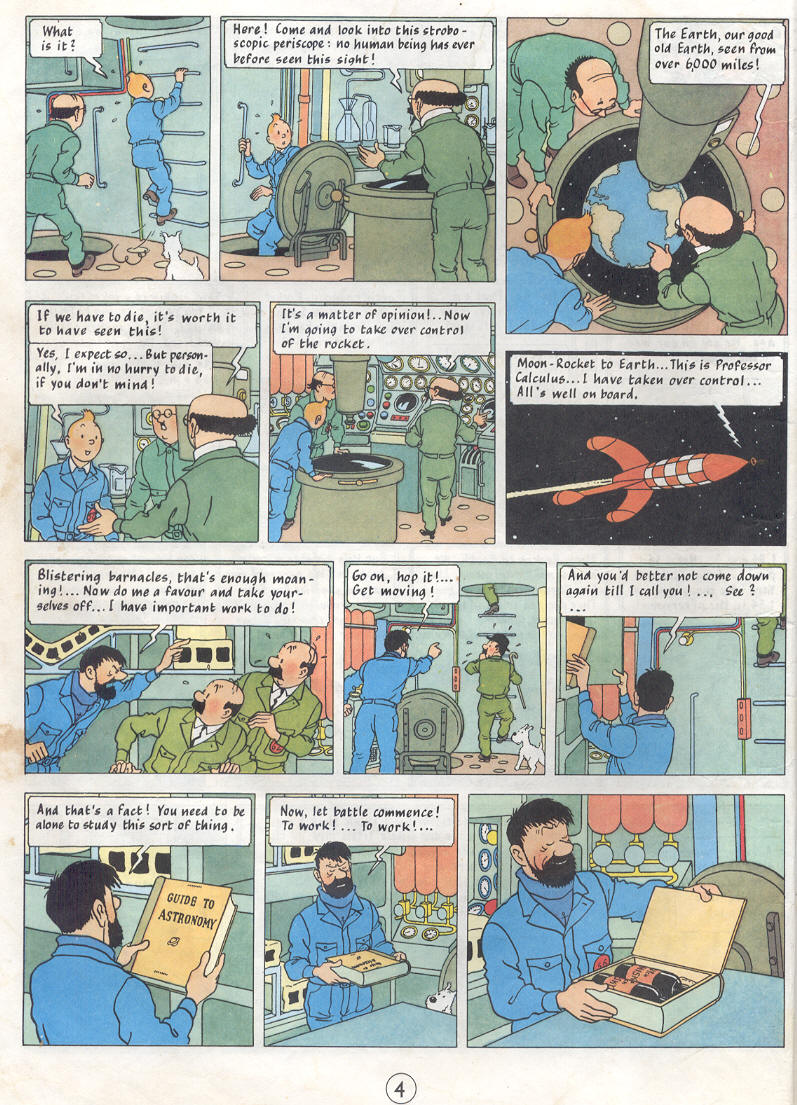 What
is it?
Here! Come and look into this strobo-
scopic periscope: no human being has ever
before seen this sight!
The Earth, our good
old Earth, seen from
over 6,000 miles!
If we have to die, it's worth it
to have seen this!
Yes, I expect so... But person-
ally, I'm in no hurry to die,
if you don't mind!
It's a matter of opinion!.. Now
I'm going to take over control
of the rocket.
Moon-Rocket to Earth... This is Professor
Calculus... I have taken over control...
All's well on board.
Blistering barnacles, that's enough moan-
ing!... Now do me a favour and take your-
selves off... I have important work to do!
Go on, hop it!...
Get moving!
And you'd better not come down
again till I call you! ... See?
...
And that's a fact! You need to be
alone to study this sort of thing.
GUIDE TO
ASTRONOMY
Now, let battle commence!
To work! ... To work!...
GUIDE TO
ASTRONOMY
4